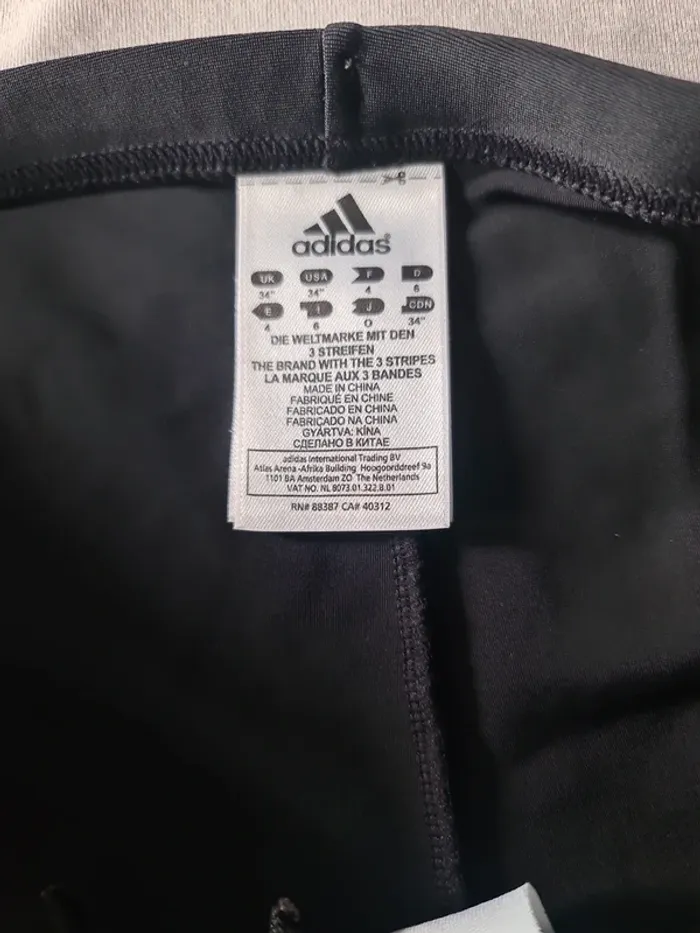 adidas®
UK USA F D
34" 34" 4 6
E I J CDN
4 6 O 34"
DIE WELTMARKE MIT DEN
3 STREIFEN
THE BRAND WITH THE 3 STRIPES
LA MARQUE AUX 3 BANDES
MADE IN CHINA
FABRIQUÉ EN CHINE
FABRICADO EN CHINA
FABRICADO NA CHINA
GYÁRTVA: KÍNA
СДЕЛАНО В КИТАЕ
adidas International Trading BV
Atlas Arena -Afrika Building Hoogoorddreef 9a
1101 BA Amsterdam ZO The Netherlands
VAT NO. NL 8073.01.322.B.01
RN# 88387 CA# 40312